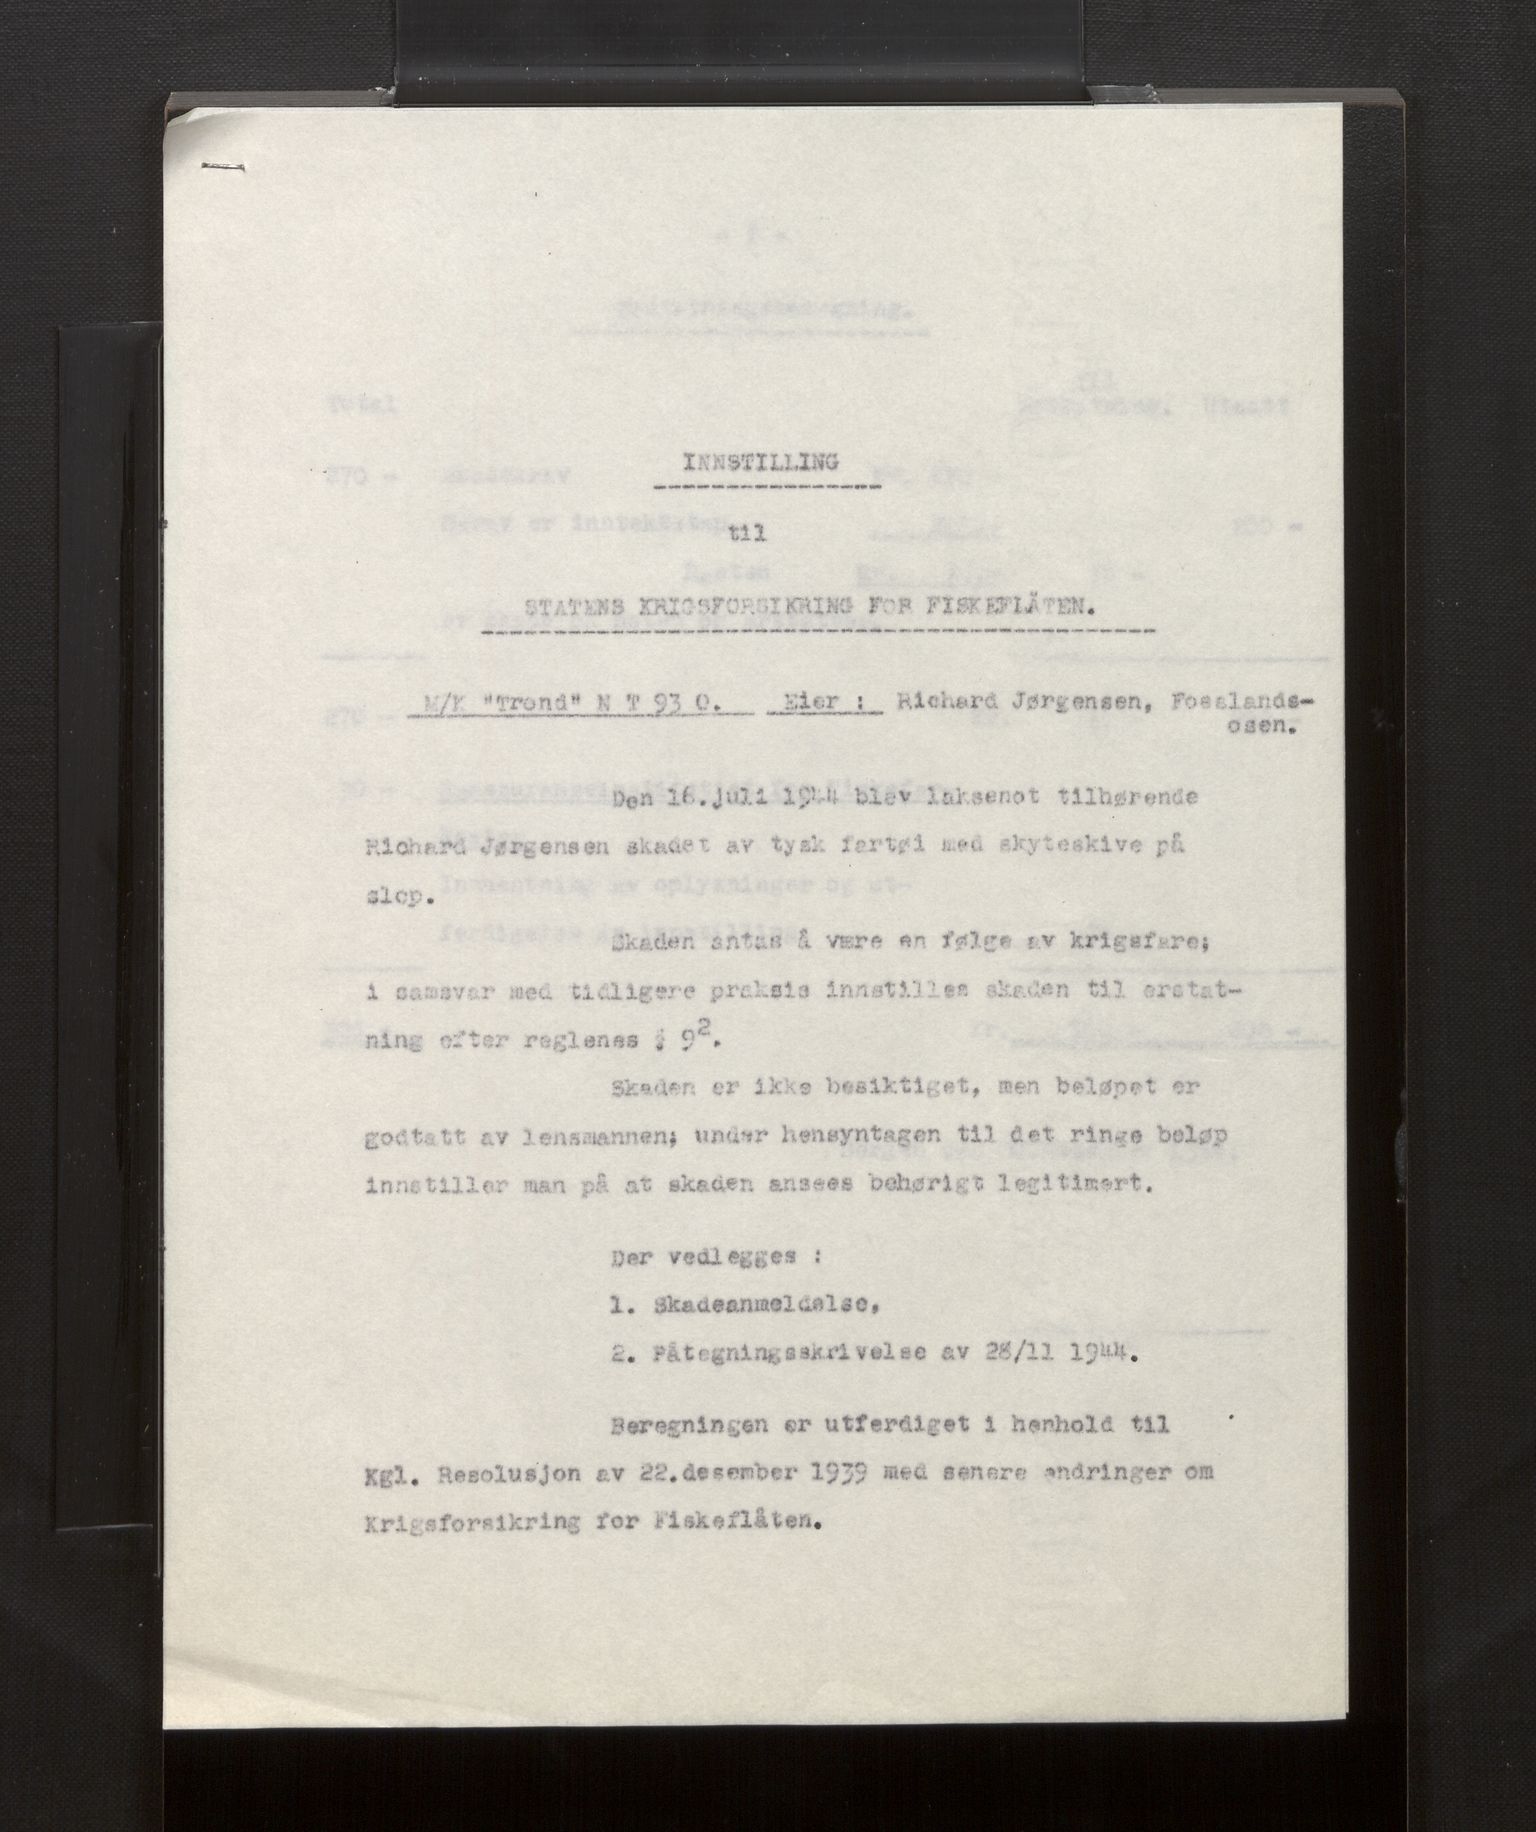 INNSTILLING
til
STATENS KRIGSFORSIKRING FOR FISKEFLÅTEN.
M/K "Trond" N T 93 O. Eier : Richard Jørgensen, Fosslands-
osen.
Den 16.juli 1944 blev laksenot tilhørende
Richard Jørgensen skadet av tysk fartøi med skyteskive på
slep.
Skaden antas å være en følge av krigsfare;
i samsvar med tidligere praksis innstilles skaden til erstat-
ning efter reglenes § 9².
Skaden er ikke besiktiget, men beløpet er
godtatt av lensmannen; under hensyntagen til det ringe beløp
innstiller man på at skaden ansees behørigt legitimert.
Der vedlegges :
1. Skadeanmeldelse,
2. Påtegningsskrivelse av 28/11 1944.
Beregningen er utferdiget i henhold til
Kgl. Resolusjon av 22.desember 1939 med senere endringer om
Krigsforsikring for Fiskeflåten.